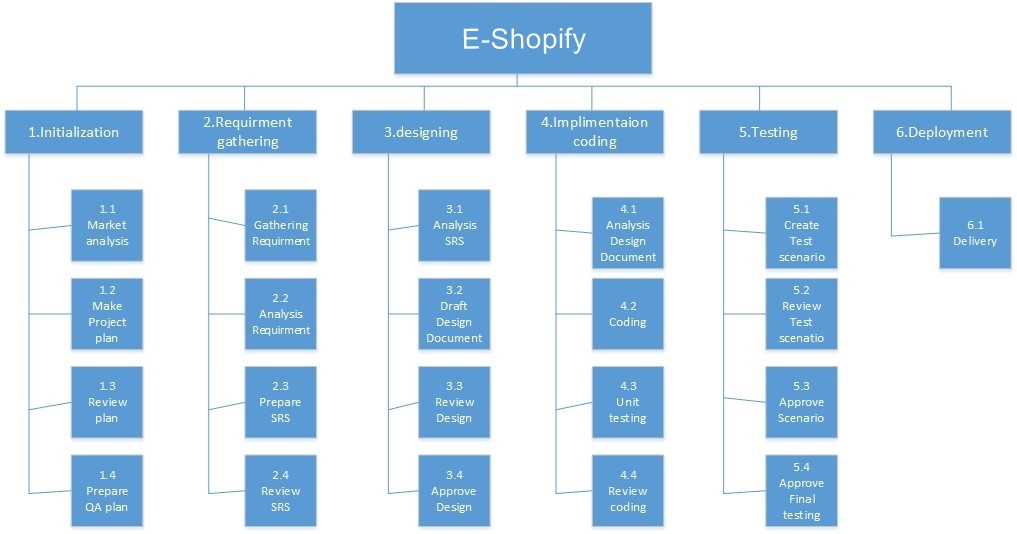 E-Shopify
1.Initialization
2.Requirment
gathering
3.designing
4.Implimentaion
coding
5.Testing
6.Deployment
1.1
Market
analysis
1.2
Make
Project
plan
1.3
Review
plan
1.4
Prepare
QA plan
2.1
Gathering
Requirment
2.2
Analysis
Requirment
2.3
Prepare
SRS
2.4
Review
SRS
3.1
Analysis
SRS
3.2
Draft
Design
Document
3.3
Review
Design
3.4
Approve
Design
4.1
Analysis
Design
Document
4.2
Coding
4.3
Unit
testing
4.4
Review
coding
5.1
Create
Test
scenario
5.2
Review
Test
scenatio
5.3
Approve
Scenario
5.4
Approve
Final
testing
6.1
Delivery